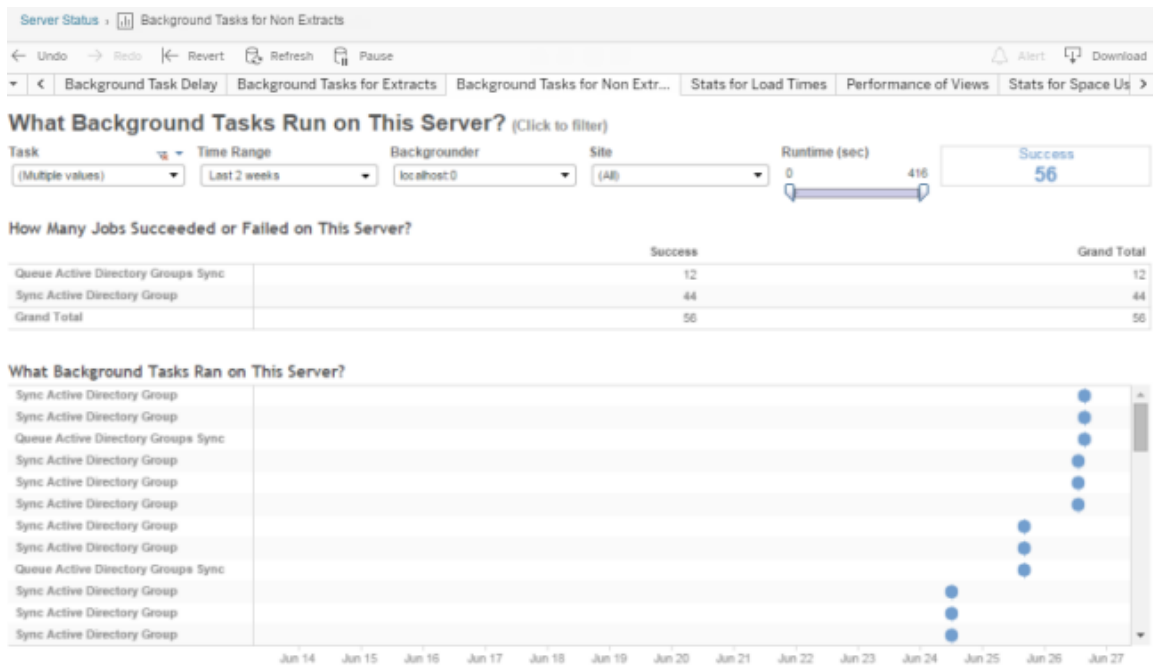 Server Status › Background Tasks for Non Extracts
← Undo → Redo |← Revert Refresh Pause Alert Download
Background Task Delay Background Tasks for Extracts Background Tasks for Non Extr... Stats for Load Times Performance of Views Stats for Space Us
What Background Tasks Run on This Server? (Click to filter)
Task Time Range Backgrounder Site Runtime (sec) Success
(Multiple values) Last 2 weeks localhost:0 (All) 0 416 56
How Many Jobs Succeeded or Failed on This Server?
Success Grand Total
Queue Active Directory Groups Sync 12 12
Sync Active Directory Group 44 44
Grand Total 56 56
What Background Tasks Ran on This Server?
Sync Active Directory Group
Sync Active Directory Group
Queue Active Directory Groups Sync
Sync Active Directory Group
Sync Active Directory Group
Sync Active Directory Group
Sync Active Directory Group
Sync Active Directory Group
Queue Active Directory Groups Sync
Sync Active Directory Group
Sync Active Directory Group
Sync Active Directory Group
Jun 14 Jun 15 Jun 16 Jun 17 Jun 18 Jun 19 Jun 20 Jun 21 Jun 22 Jun 23 Jun 24 Jun 25 Jun 26 Jun 27